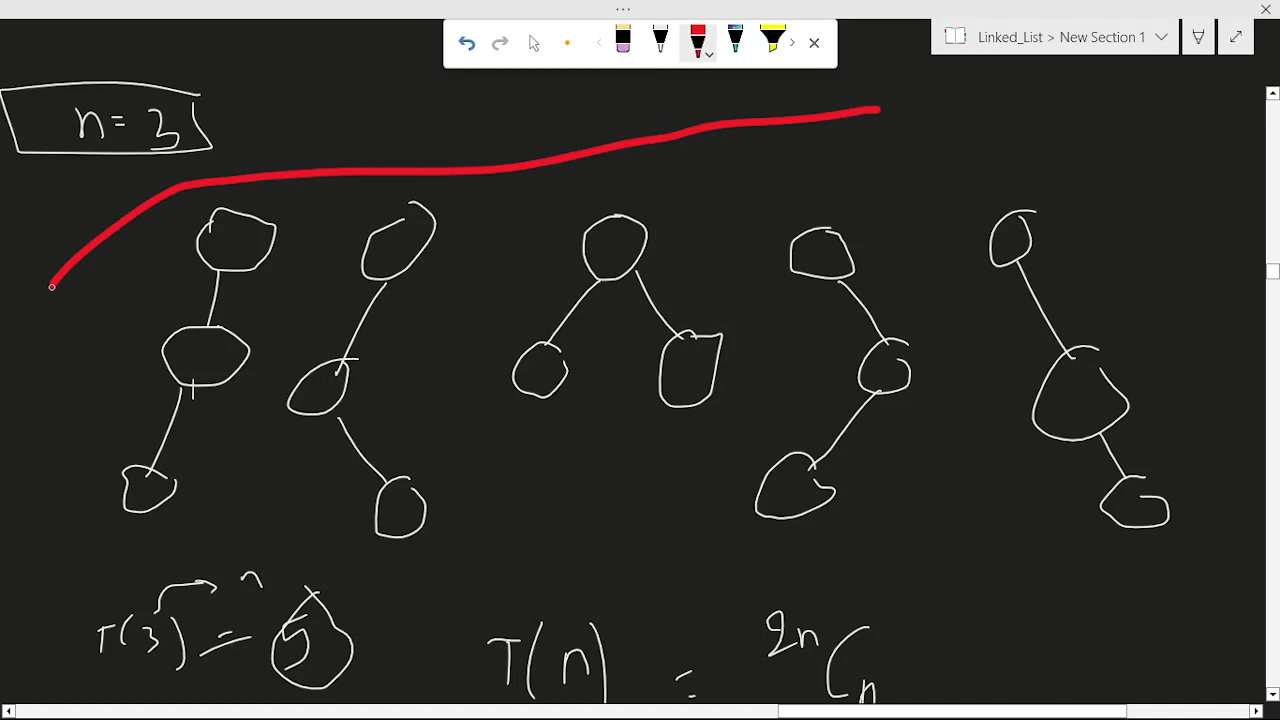 Linked_List > New Section 1
n = 3
T(3) = 5
n
T(n) = 2n C n